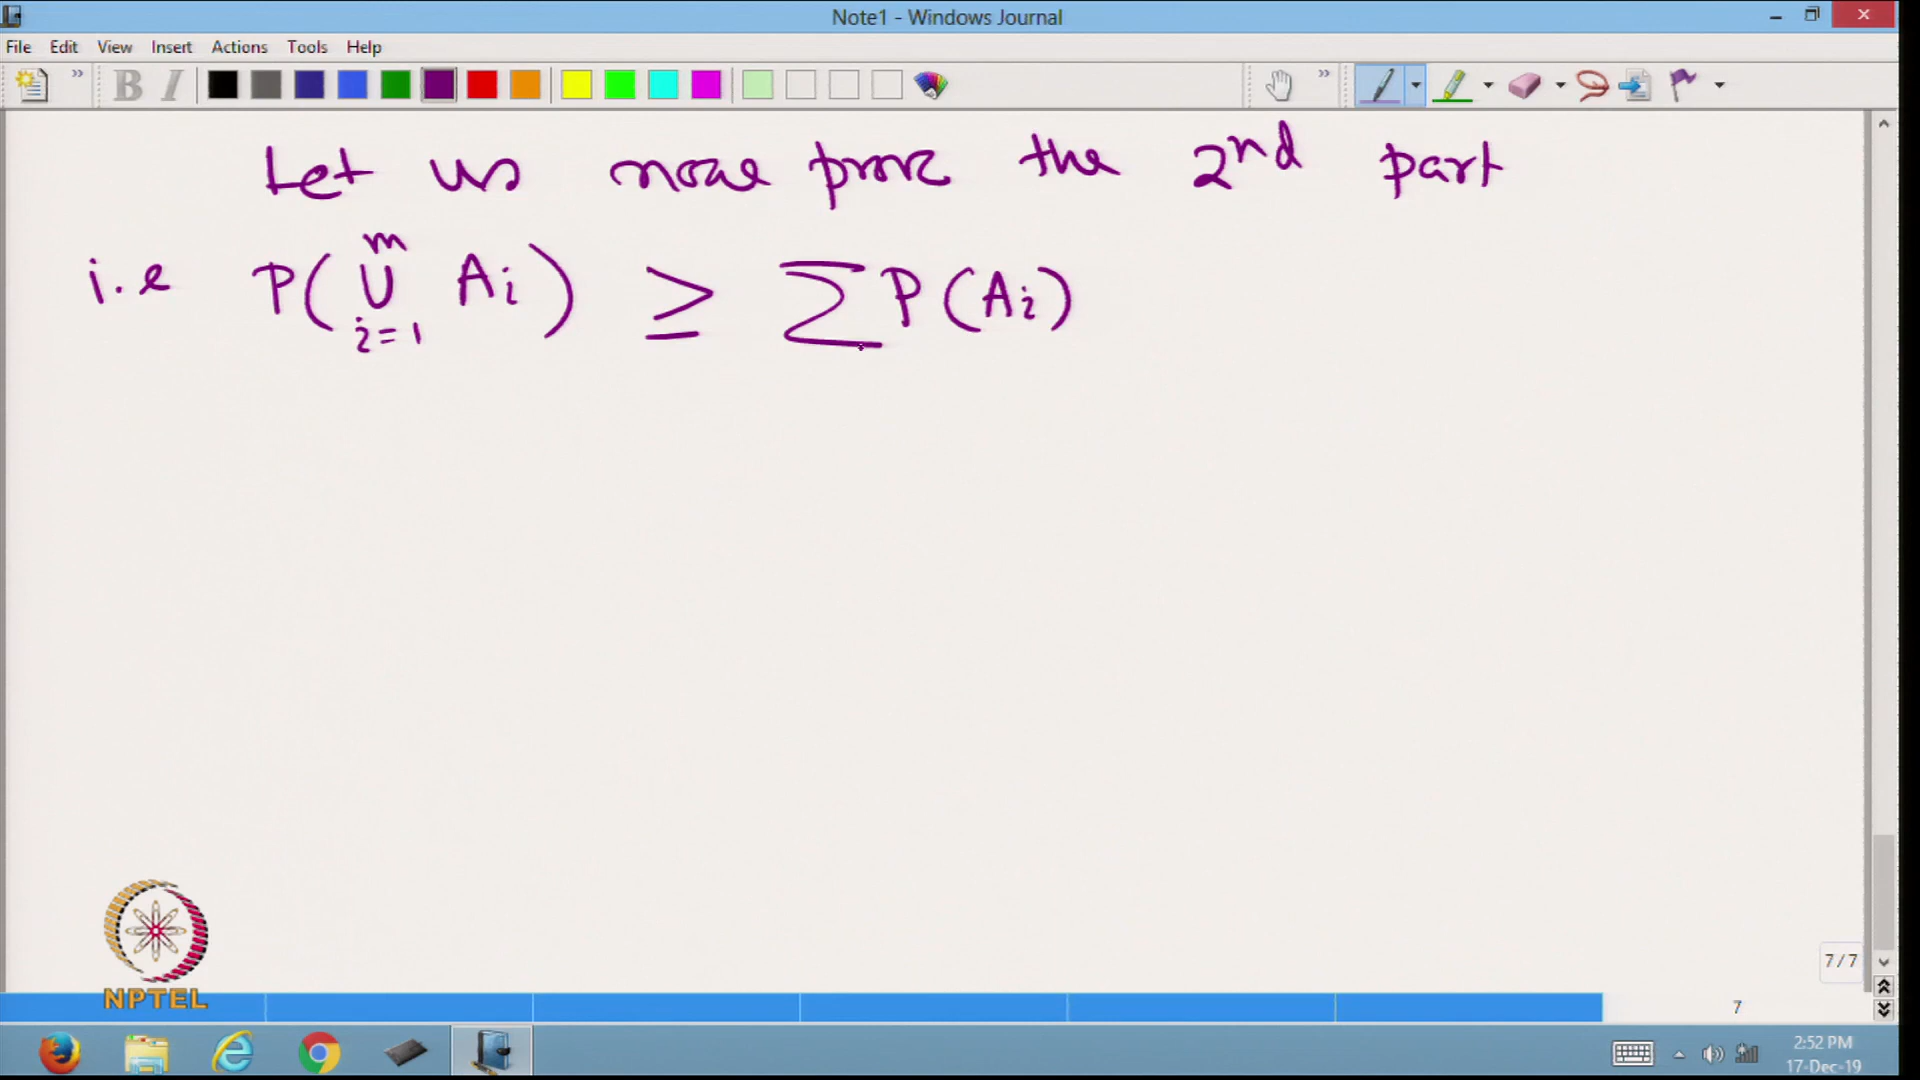 Note1 - Windows Journal
File Edit View Insert Actions Tools Help
B I
Let us now prove the 2nd part
i.e P(⋃_{i=1}^{m} Ai) ≥ ∑P(Ai)
7/7
NPTEL
7
2:52 PM
17-Dec-19